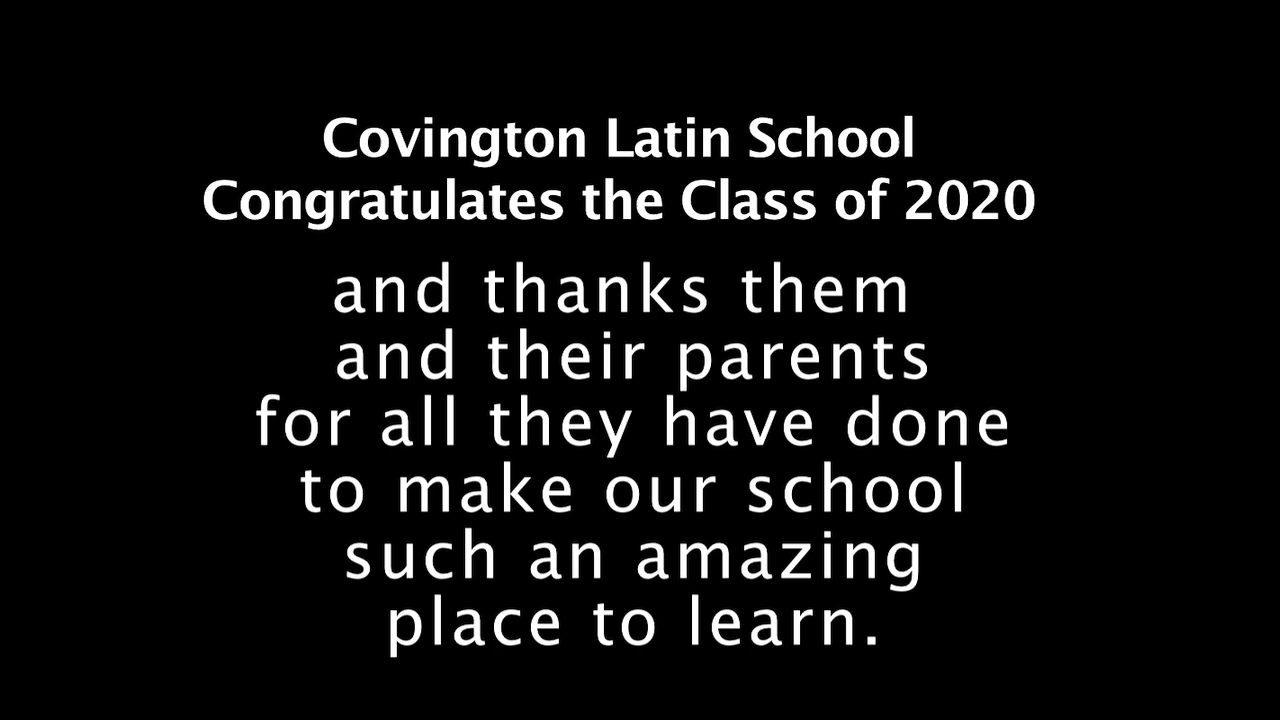 Covington Latin School
Congratulates the Class of 2020
and thanks them
and their parents
for all they have done
to make our school
such an amazing
place to learn.